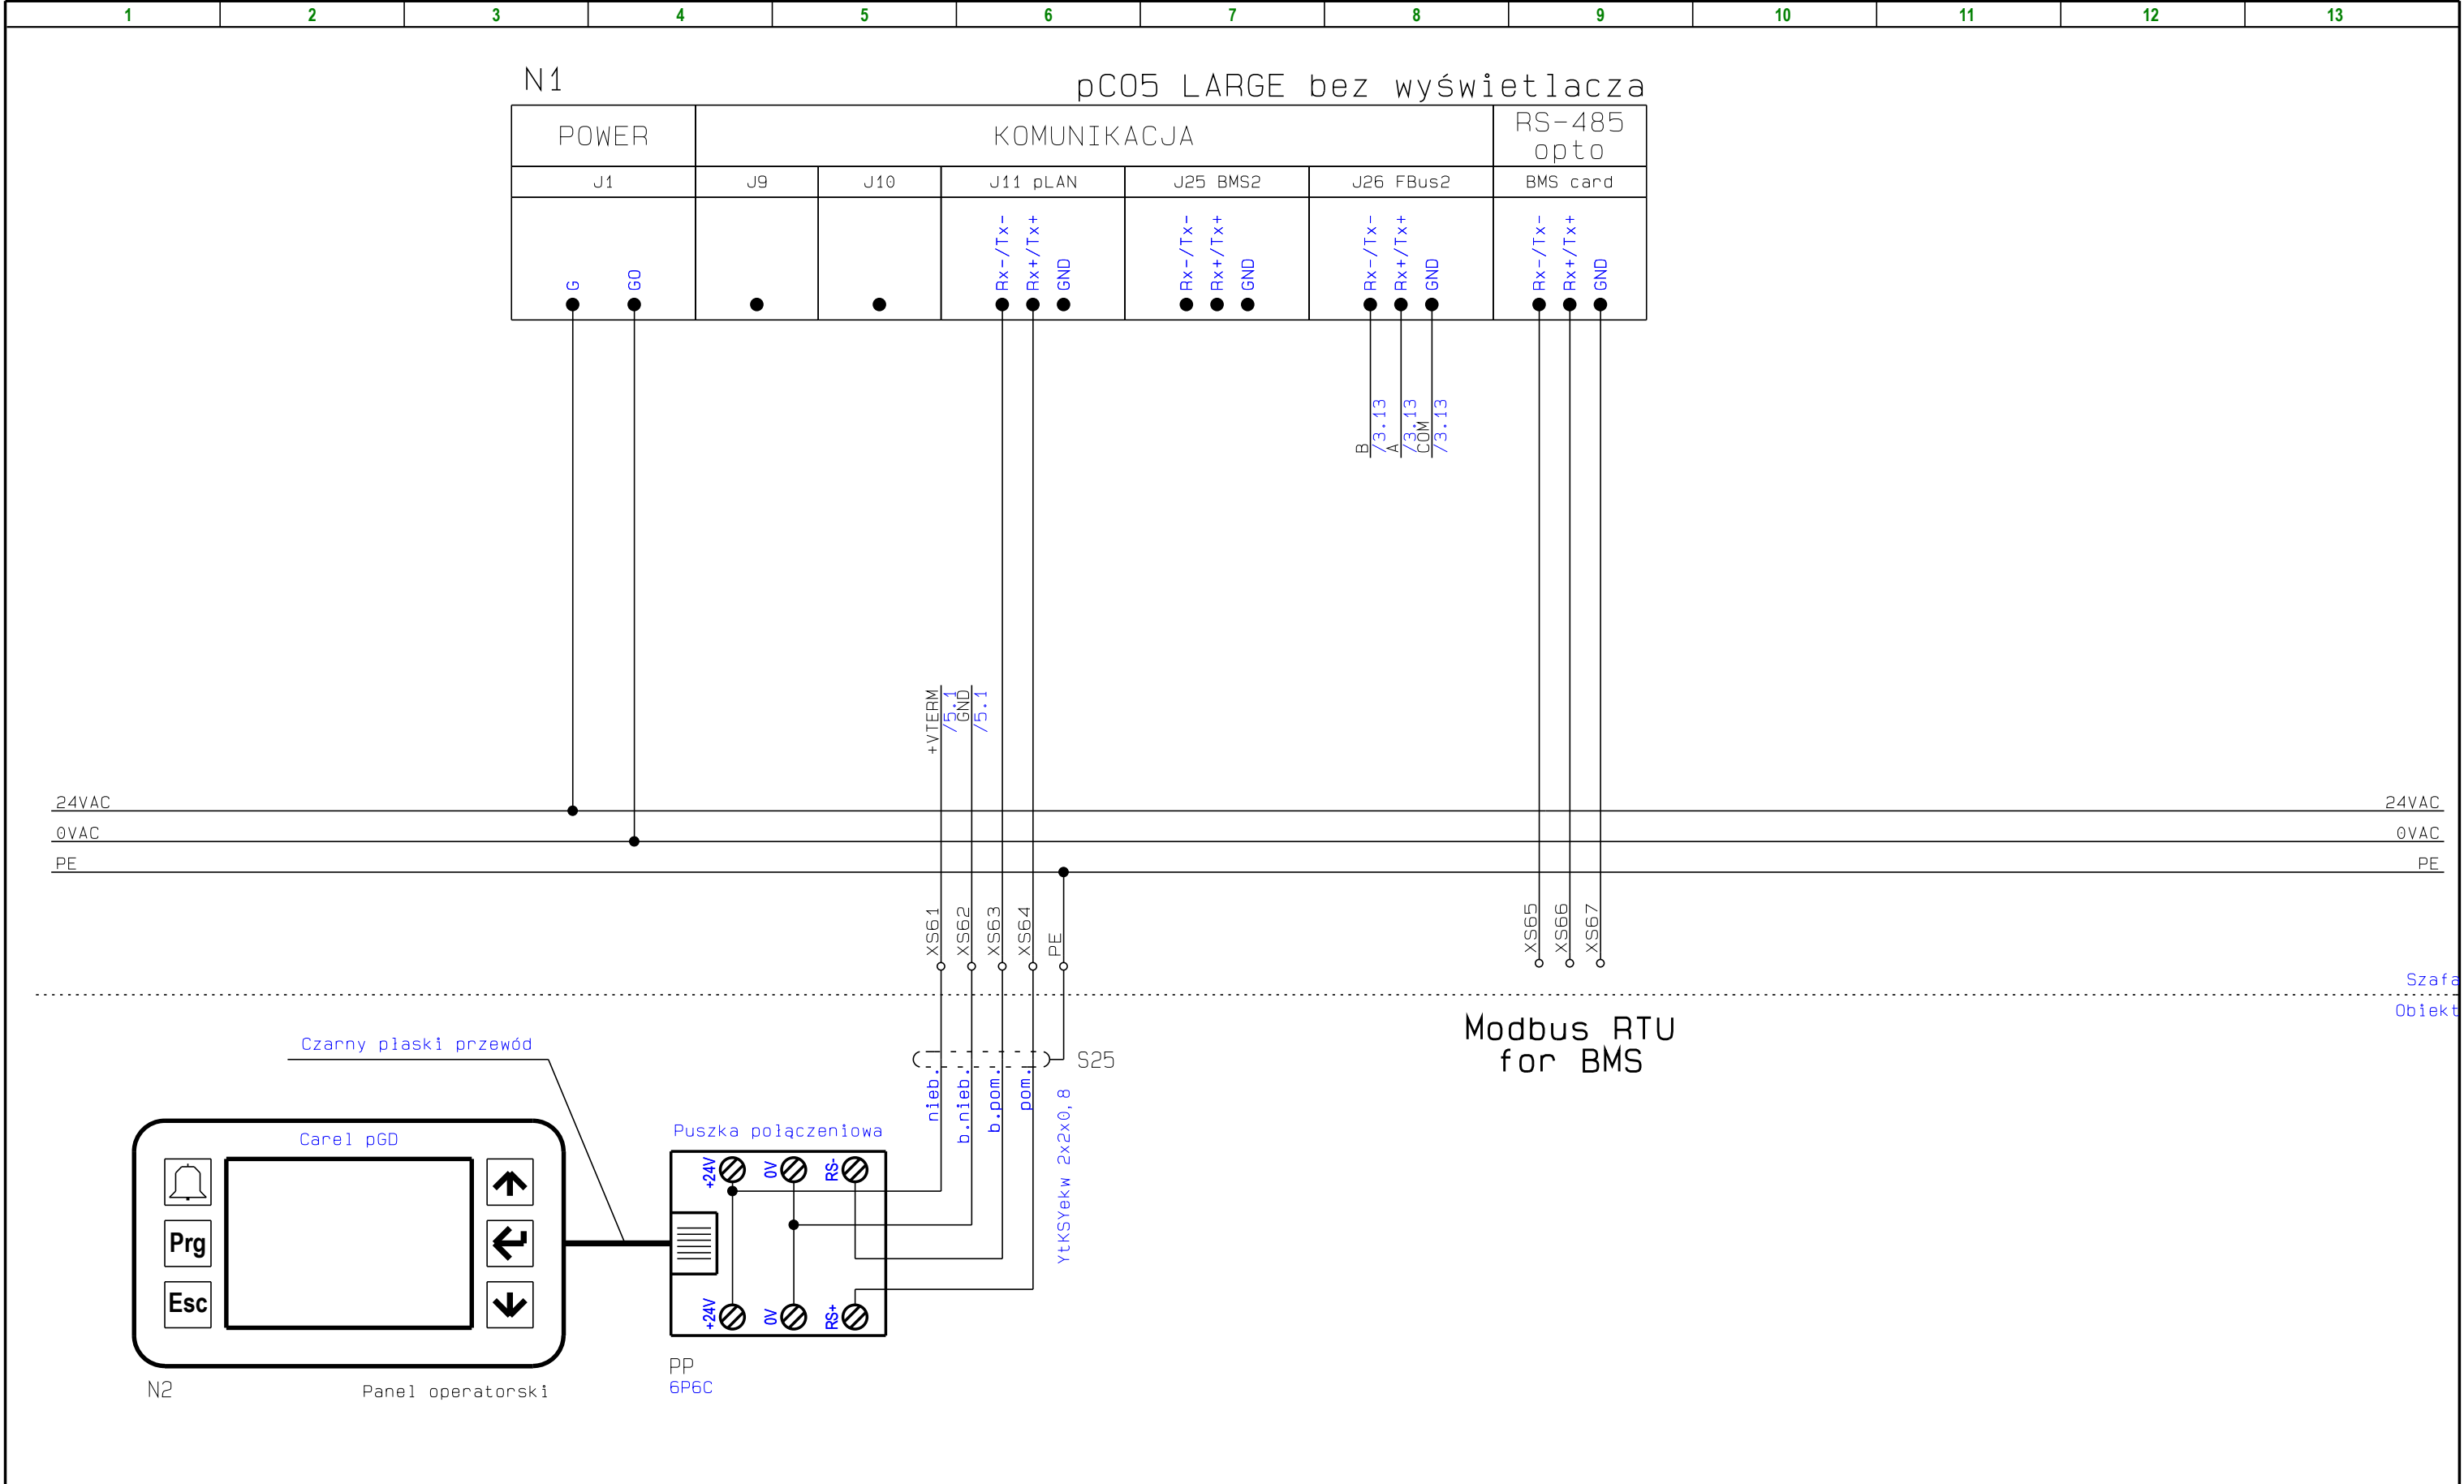 1 2 3 4 5 6 7 8 9 10 11 12 13
N1
pCO5 LARGE bez wyświetlacza
POWER
KOMUNIKACJA
RS-485
opto
J1
J9
J10
J11 pLAN
J25 BMS2
J26 FBus2
BMS card
G
G0
Rx-/Tx-
Rx+/Tx+
GND
Rx-/Tx-
Rx+/Tx+
GND
Rx-/Tx-
Rx+/Tx+
GND
Rx-/Tx-
Rx+/Tx+
GND
B
/3.13
A
/3.13
COM
/3.13
+VTERM
/5.1
GND
/5.1
24VAC
24VAC
0VAC
0VAC
PE
PE
XS61
XS62
XS63
XS64
PE
XS65
XS66
XS67
Szafa
Obiekt
Modbus RTU
for BMS
Czarny płaski przewód
S25
nieb.
b.nieb.
b.pom.
pom.
YtKSYekw 2x2x0,8
Carel pGD
Prg
Esc
N2
Panel operatorski
Puszka połączeniowa
+24V
0V
RS-
+24V
0V
RS+
PP
6P6C